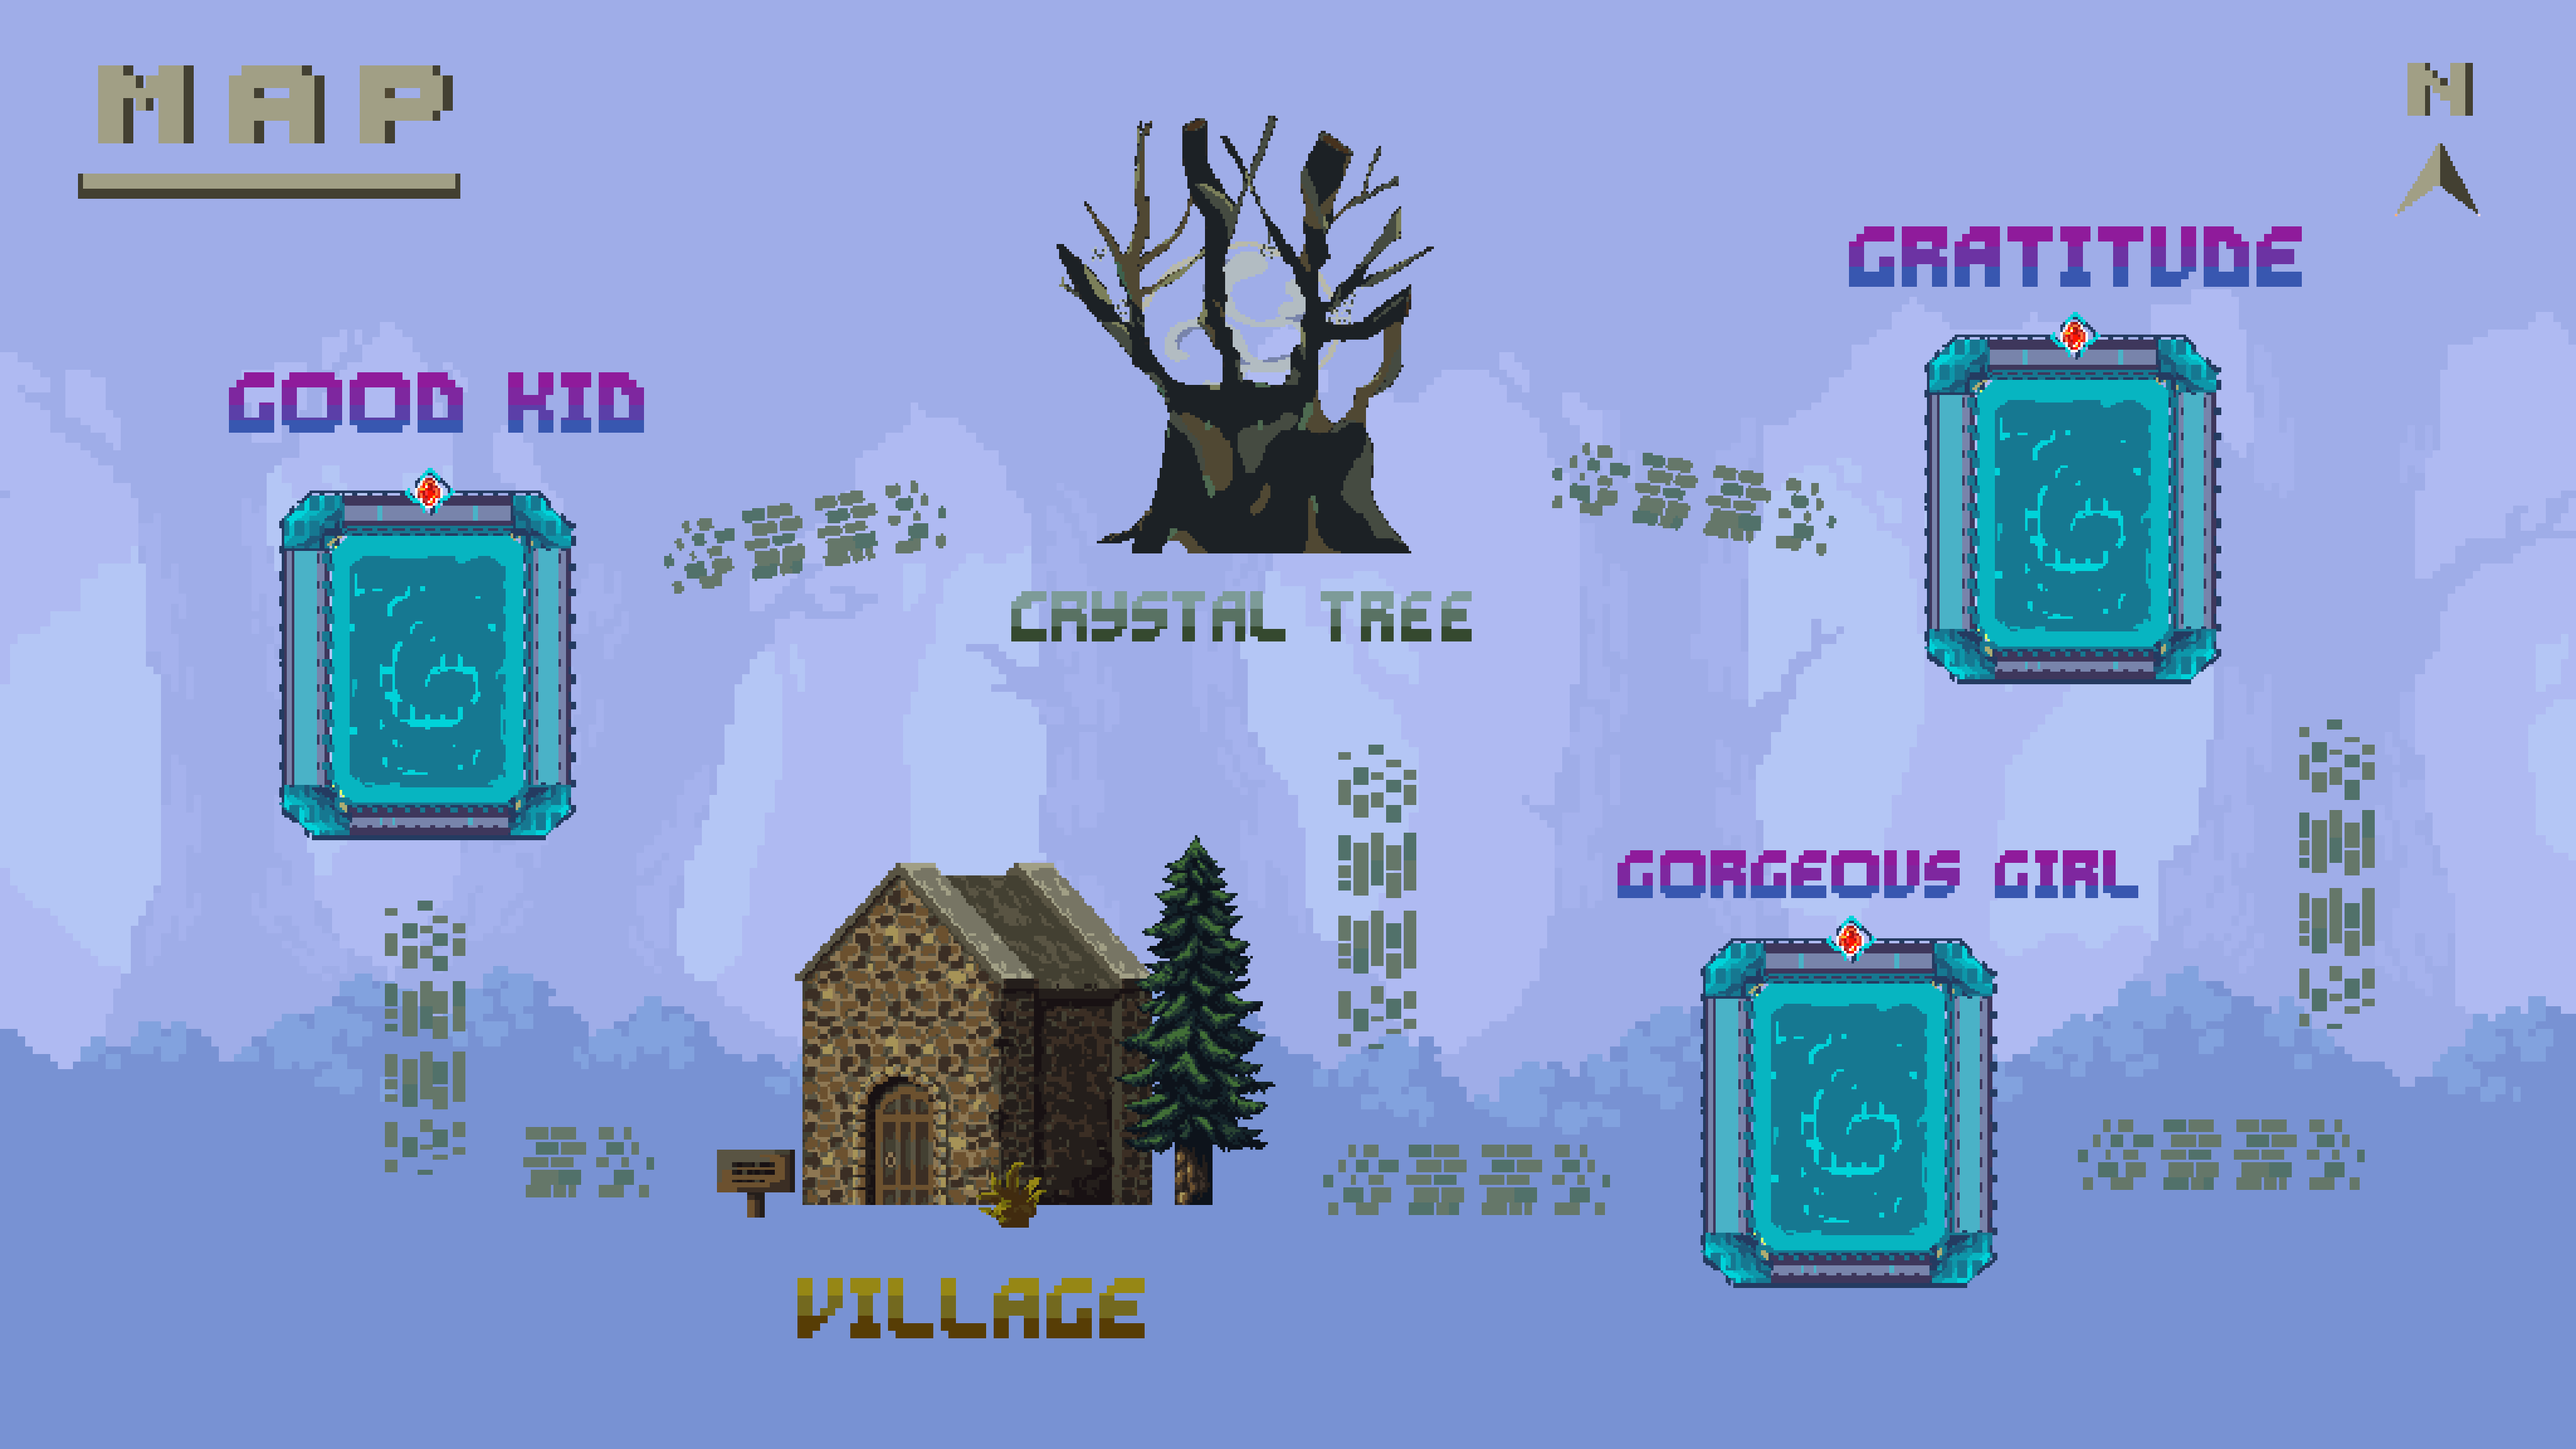 MAP
N
GRATITUDE
GOOD KID
CRYSTAL TREE
GORGEOUS GIRL
VILLAGE